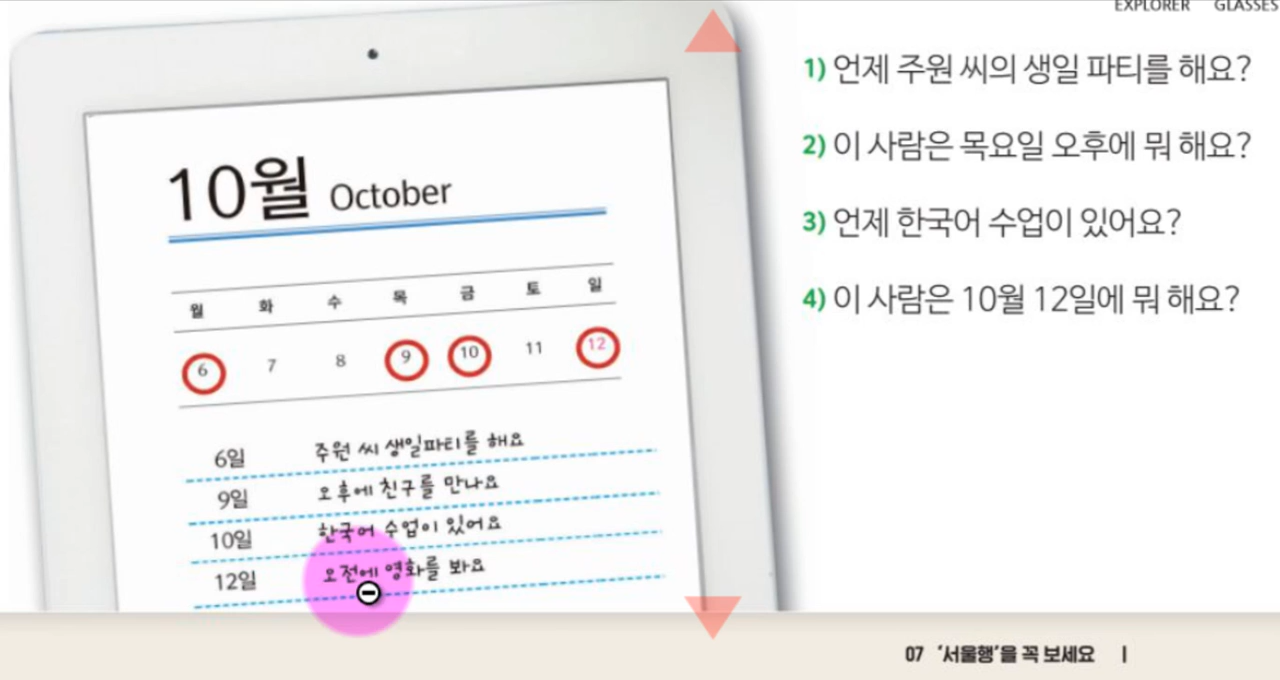 EXPLORER GLASSES
10월 October
월 화 수 목 금 토 일
6 7 8 9 10 11 12
6일 주원 씨 생일파티를 해요
9일 오후에 친구를 만나요
10일 한국어 수업이 있어요
12일 오전에 영화를 봐요
1) 언제 주원 씨의 생일 파티를 해요?
2) 이 사람은 목요일 오후에 뭐 해요?
3) 언제 한국어 수업이 있어요?
4) 이 사람은 10월 12일에 뭐 해요?
07 '서울행'을 꼭 보세요 |